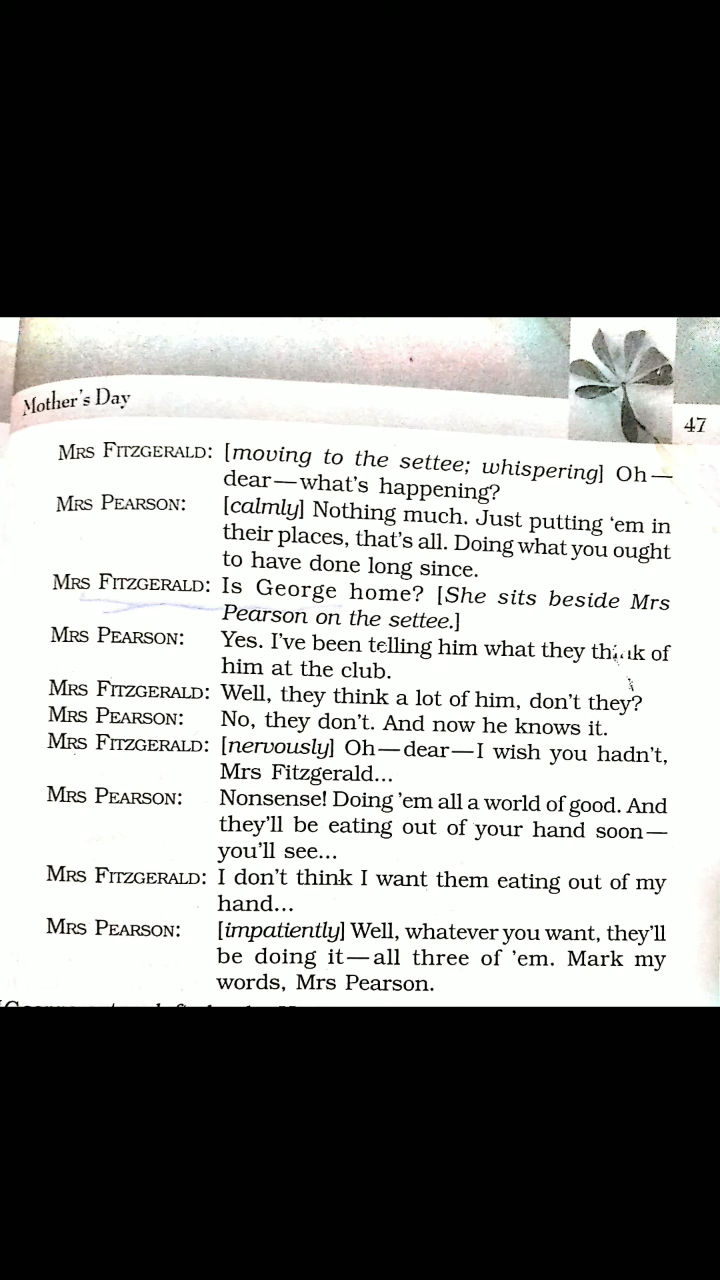 Mother's Day
47
MRS FITZGERALD: [moving to the settee; whispering] Oh—
dear—what's happening?
MRS PEARSON: [calmly] Nothing much. Just putting 'em in
their places, that's all. Doing what you ought
to have done long since.
MRS FITZGERALD: Is George home? [She sits beside Mrs
Pearson on the settee.]
MRS PEARSON: Yes. I've been telling him what they think of
him at the club.
MRS FITZGERALD: Well, they think a lot of him, don't they?
MRS PEARSON: No, they don't. And now he knows it.
MRS FITZGERALD: [nervously] Oh—dear—I wish you hadn't,
Mrs Fitzgerald...
MRS PEARSON: Nonsense! Doing 'em all a world of good. And
they'll be eating out of your hand soon—
you'll see...
MRS FITZGERALD: I don't think I want them eating out of my
hand...
MRS PEARSON: [impatiently] Well, whatever you want, they'll
be doing it—all three of 'em. Mark my
words, Mrs Pearson.